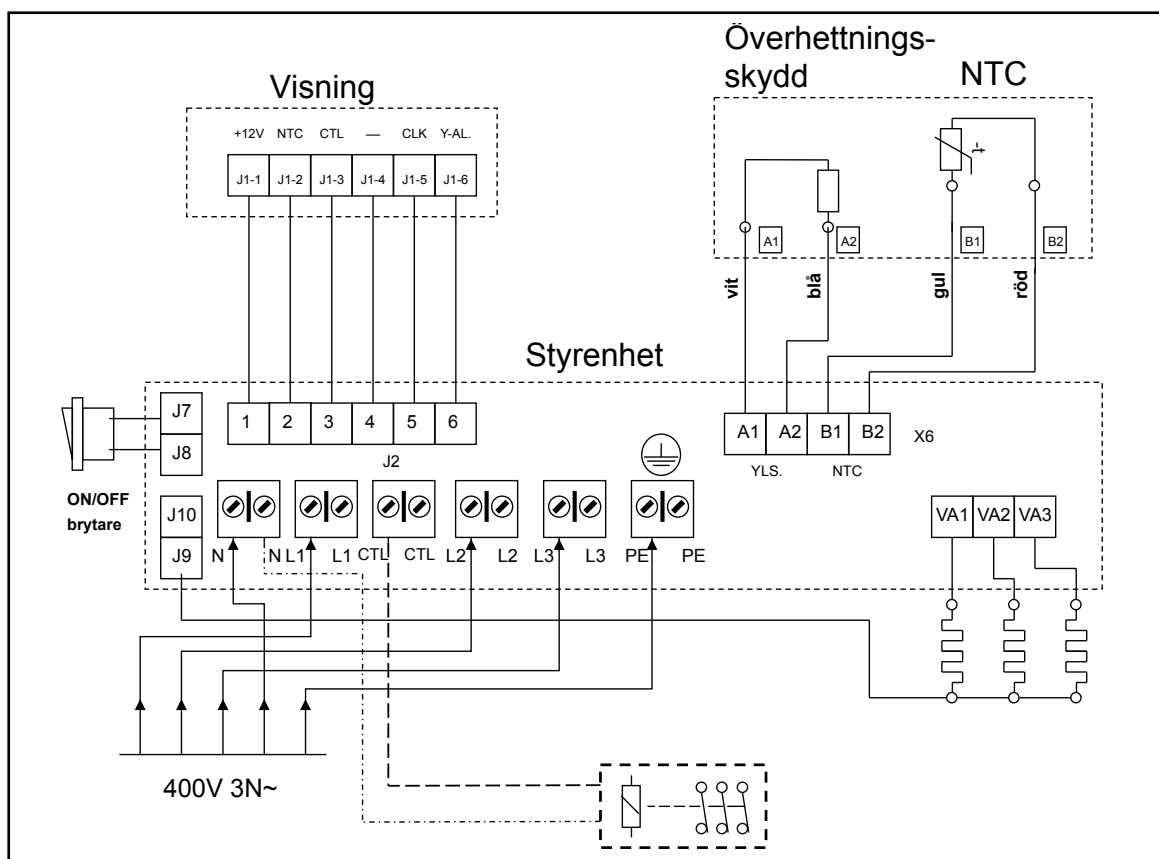 Överhettnings-
skydd
NTC
Visning
+12V NTC CTL — CLK Y-AL.
J1-1 J1-2 J1-3 J1-4 J1-5 J1-6
-t
A1 A2 B1 B2
vit blå gul röd
Styrenhet
J7
J8
1 2 3 4 5 6
J2
A1 A2 B1 B2 X6
YLS. NTC
ON/OFF
brytare
J10
J9
N N L1 L1 CTL CTL L2 L2 L3 L3 PE PE
VA1 VA2 VA3
400V 3N~